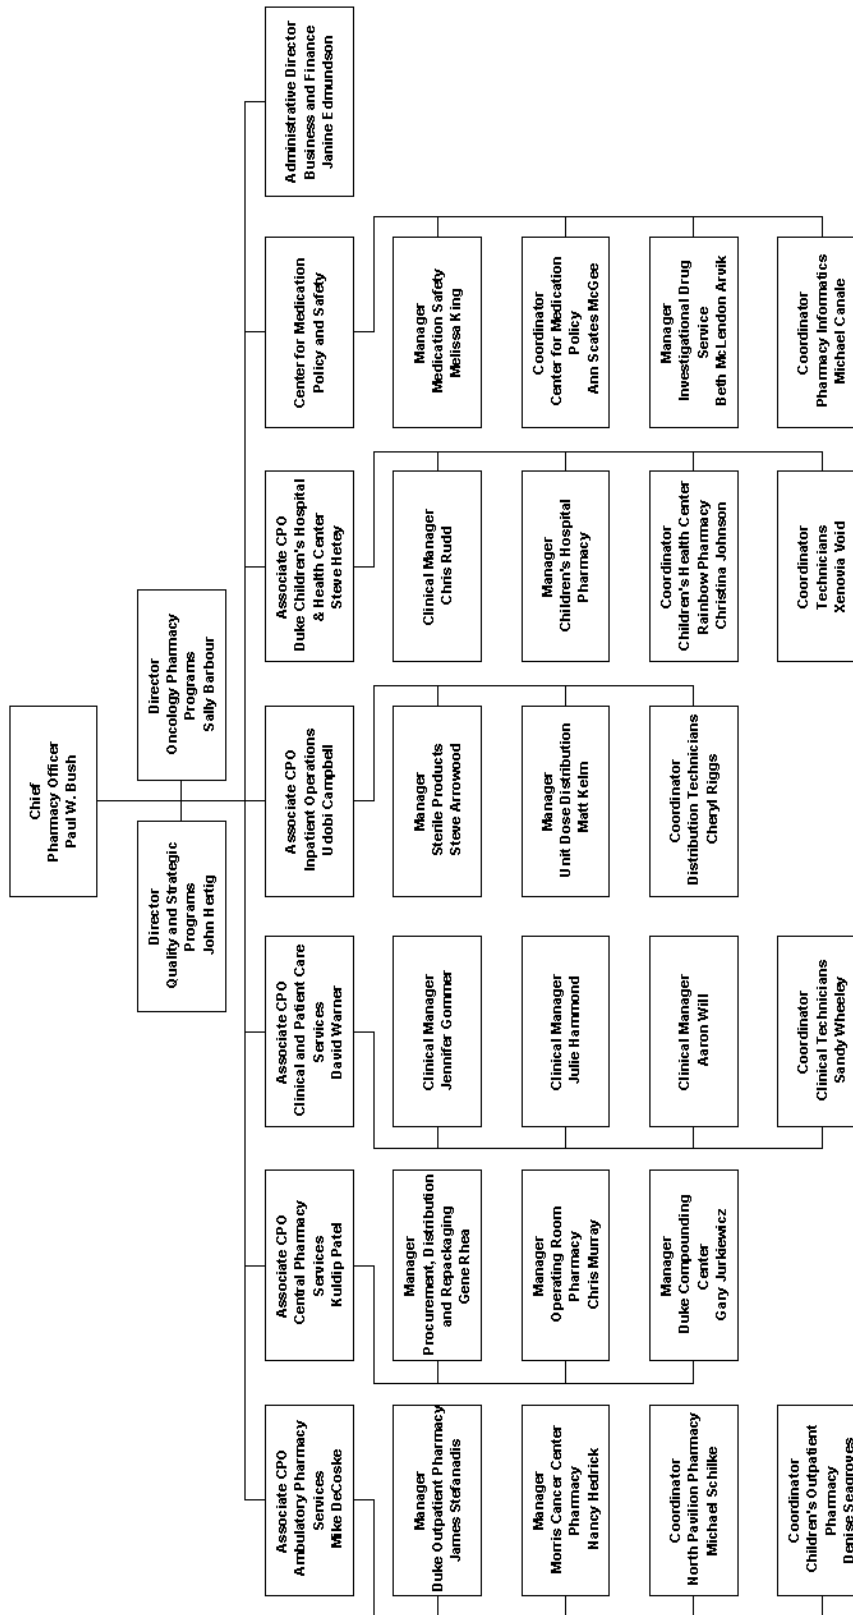 Chief
Pharmacy Officer
Paul W. Bush
Director
Quality and Strategic
Programs
John Hertig
Director
Oncology Pharmacy
Programs
Sally Barbour
Associate CPO
Ambulatory Pharmacy
Services
Mike DeCoske
Associate CPO
Central Pharmacy
Services
Kuldip Patel
Associate CPO
Clinical and Patient Care
Services
David Warner
Associate CPO
Inpatient Operations
Udobi Campbell
Associate CPO
Duke Children's Hospital
& Health Center
Steve Hetey
Center for Medication
Policy and Safety
Administrative Director
Business and Finance
Janine Edmundson
Manager
Duke Outpatient Pharmacy
James Stefanadis
Manager
Procurement, Distribution
and Repackaging
Gene Rhea
Clinical Manager
Jennifer Gommer
Manager
Sterile Products
Steve Arrowood
Clinical Manager
Chris Rudd
Manager
Medication Safety
Melissa King
Manager
Morris Cancer Center
Pharmacy
Nancy Hedrick
Manager
Operating Room
Pharmacy
Chris Murray
Clinical Manager
Julie Hammond
Manager
Unit Dose Distribution
Matt Kelm
Manager
Children's Hospital
Pharmacy
Coordinator
Center for Medication
Policy
Ann Scates McGee
Coordinator
North Pavilion Pharmacy
Michael Schilke
Manager
Duke Compounding
Center
Gary Jurkiewicz
Clinical Manager
Aaron Will
Coordinator
Distribution Technicians
Cheryl Riggs
Coordinator
Children's Health Center
Rainbow Pharmacy
Christina Johnson
Manager
Investigational Drug
Service
Beth McLendon Arvik
Coordinator
Children's Outpatient
Pharmacy
Denise Seagroves
Coordinator
Clinical Technicians
Sandy Wheeley
Coordinator
Technicians
Xenovia Void
Coordinator
Pharmacy Informatics
Michael Canale